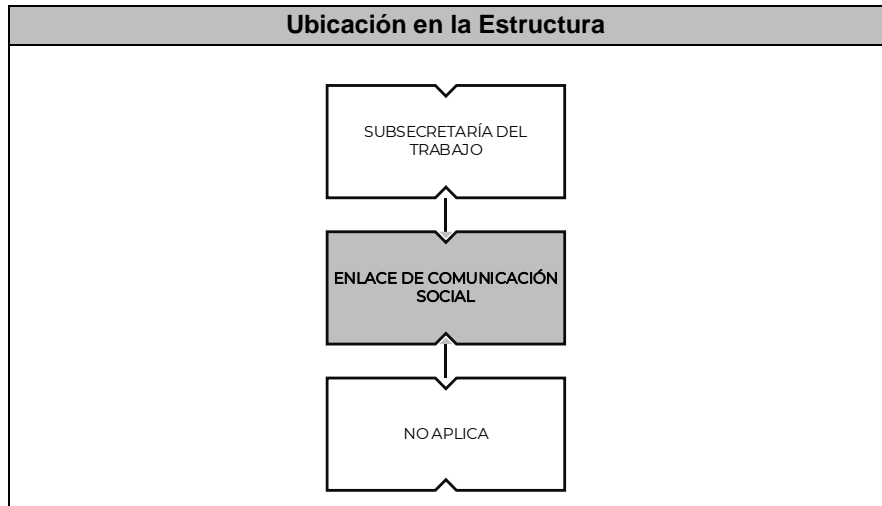 Ubicación en la Estructura
SUBSECRETARÍA DEL
TRABAJO
ENLACE DE COMUNICACIÓN
SOCIAL
NO APLICA